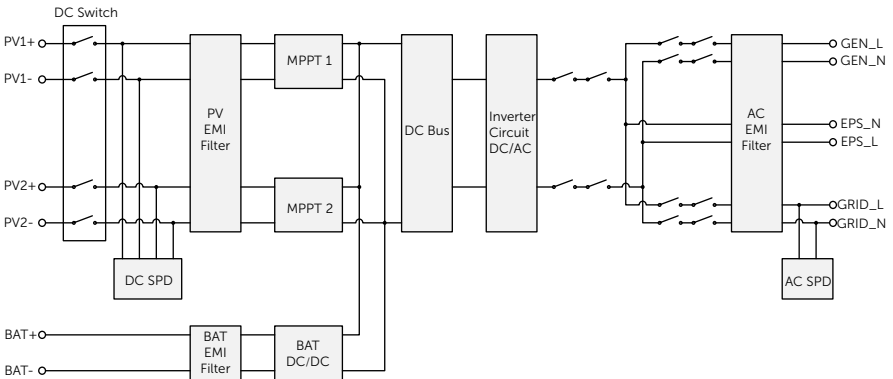 DC Switch
PV1+
PV1-
PV2+
PV2-
BAT+
BAT-
DC SPD
PV
EMI
Filter
BAT
EMI
Filter
MPPT 1
MPPT 2
BAT
DC/DC
DC Bus
Inverter
Circuit
DC/AC
AC
EMI
Filter
GEN_L
GEN_N
EPS_N
EPS_L
GRID_L
GRID_N
AC SPD